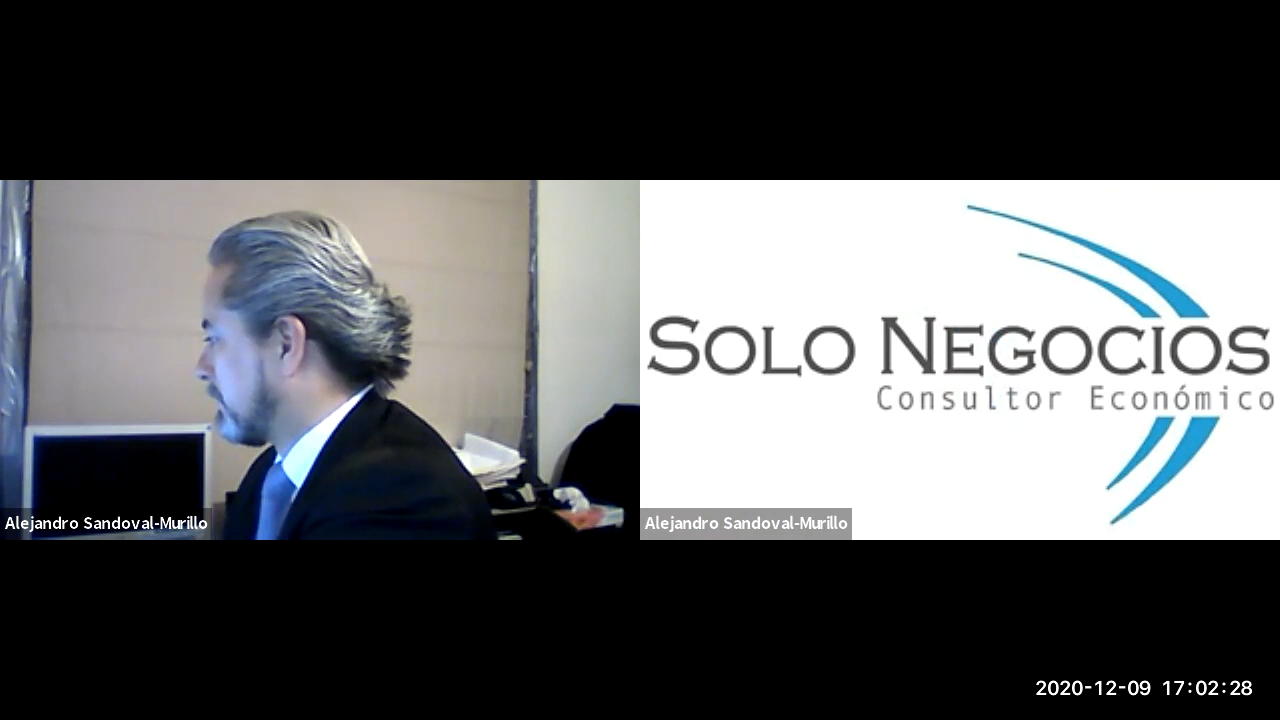 Solo Negocios
Consultor Económico
Alejandro Sandoval-Murillo
Alejandro Sandoval-Murillo
2020-12-09 17:02:28